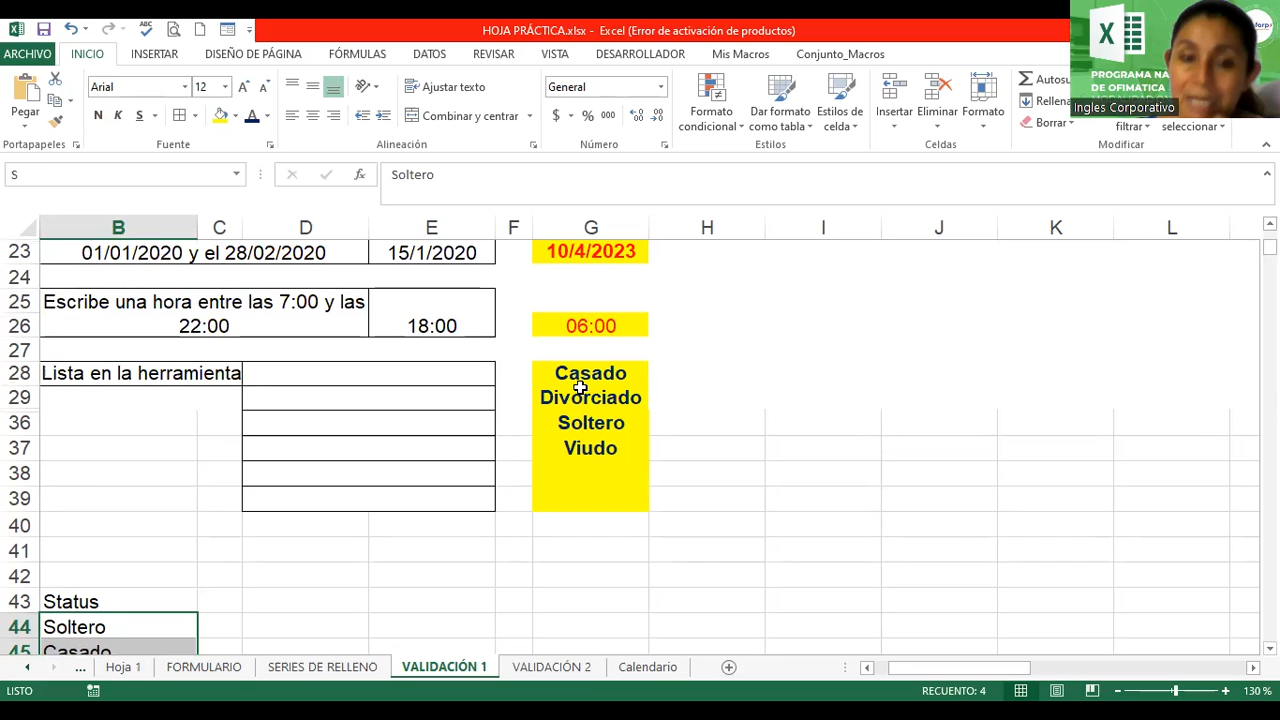 HOJA PRÁCTICA.xlsx - Excel (Error de activación de productos)
ARCHIVO INICIO INSERTAR DISEÑO DE PÁGINA FÓRMULAS DATOS REVISAR VISTA DESARROLLADOR Mis Macros Conjunto_Macros
PROGRAMA NA
DE OFIMÁTICA
Ingles Corporativo
Pegar
Arial 12
N K S
Ajustar texto
Combinar y centrar
General
$ % 000
Formato condicional
Dar formato como tabla
Estilos de celda
Insertar Eliminar Formato
Autosu
Rellena
Borrar
filtrar
seleccionar
Portapapeles Fuente Alineación Número Estilos Celdas Modificar
S fx Soltero
B C D E F G H I J K L
23 01/01/2020 y el 28/02/2020 15/1/2020 10/4/2023
24
25 Escribe una hora entre las 7:00 y las
26 22:00 18:00 06:00
27
28 Lista en la herramienta Casado
29 Divorciado
36 Soltero
37 Viudo
38
39
40
41
42
43 Status
44 Soltero
45 Casado
... Hoja 1 FORMULARIO SERIES DE RELLENO VALIDACIÓN 1 VALIDACIÓN 2 Calendario
LISTO RECUENTO: 4 130 %